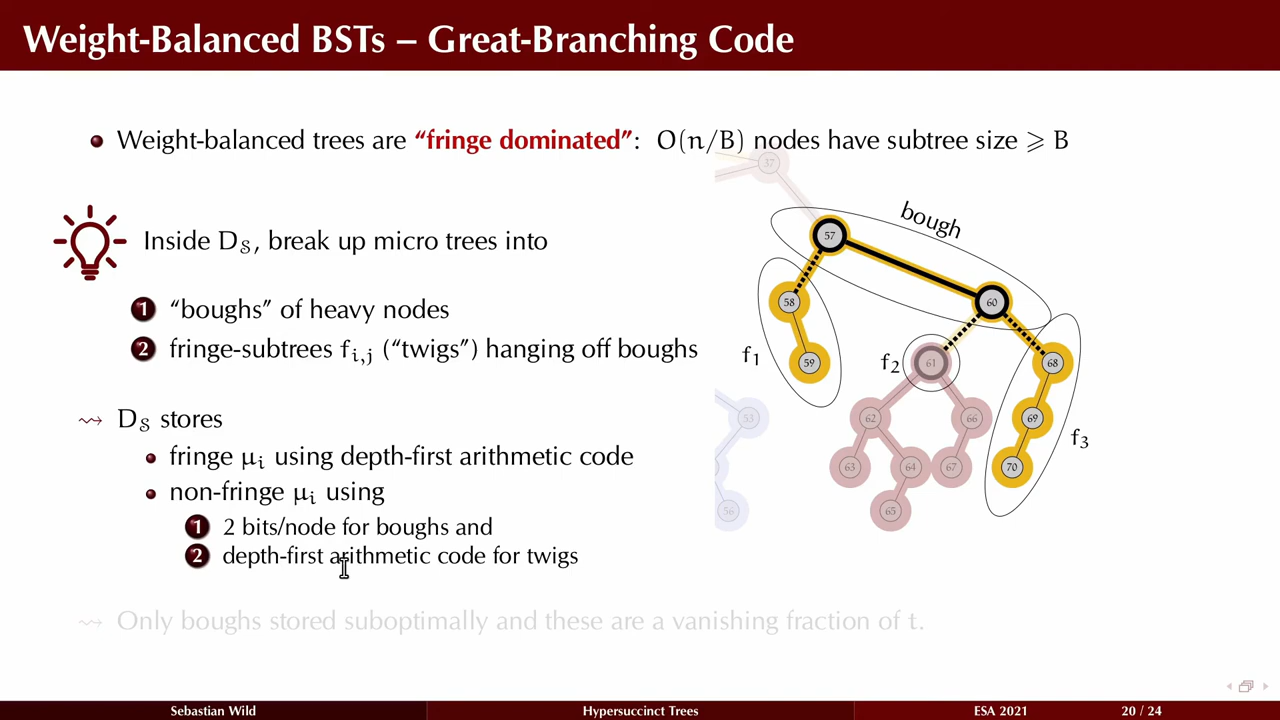 Weight-Balanced BSTs – Great-Branching Code
Weight-balanced trees are “fringe dominated”: O(n/B) nodes have subtree size ⩾ B
Inside D_S, break up micro trees into
1 “boughs” of heavy nodes
2 fringe-subtrees f_{i,j} (“twigs”) hanging off boughs
⇝ D_S stores
fringe μ_i using depth-first arithmetic code
non-fringe μ_i using
1 2 bits/node for boughs and
2 depth-first arithmetic code for twigs
⇝ Only boughs stored suboptimally and these are a vanishing fraction of t.
37
bough
57
58
60
f_1
59
f_2
61
68
53
62
66
69
f_3
63
64
67
70
56
65
Sebastian Wild
Hypersuccinct Trees
ESA 2021
20 / 24